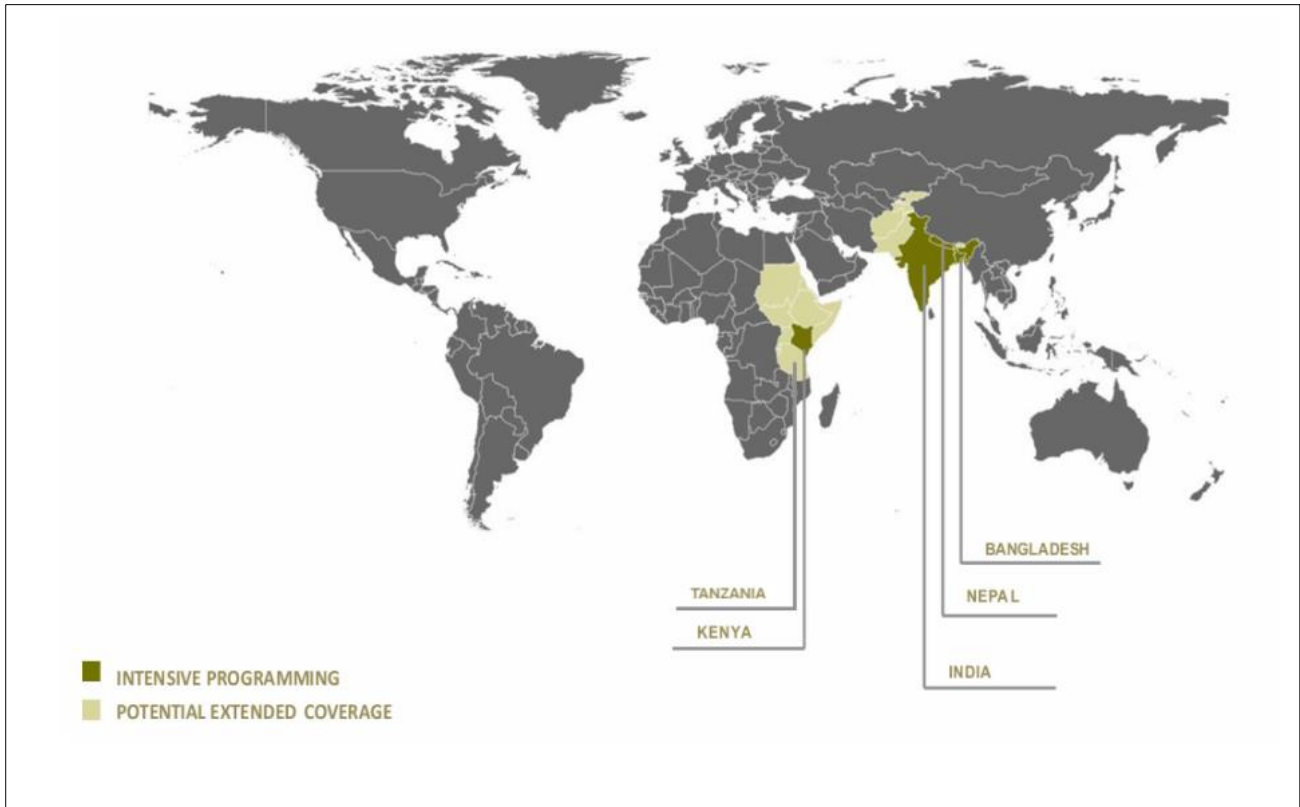 BANGLADESH
TANZANIA
NEPAL
KENYA
INDIA
INTENSIVE PROGRAMMING
POTENTIAL EXTENDED COVERAGE